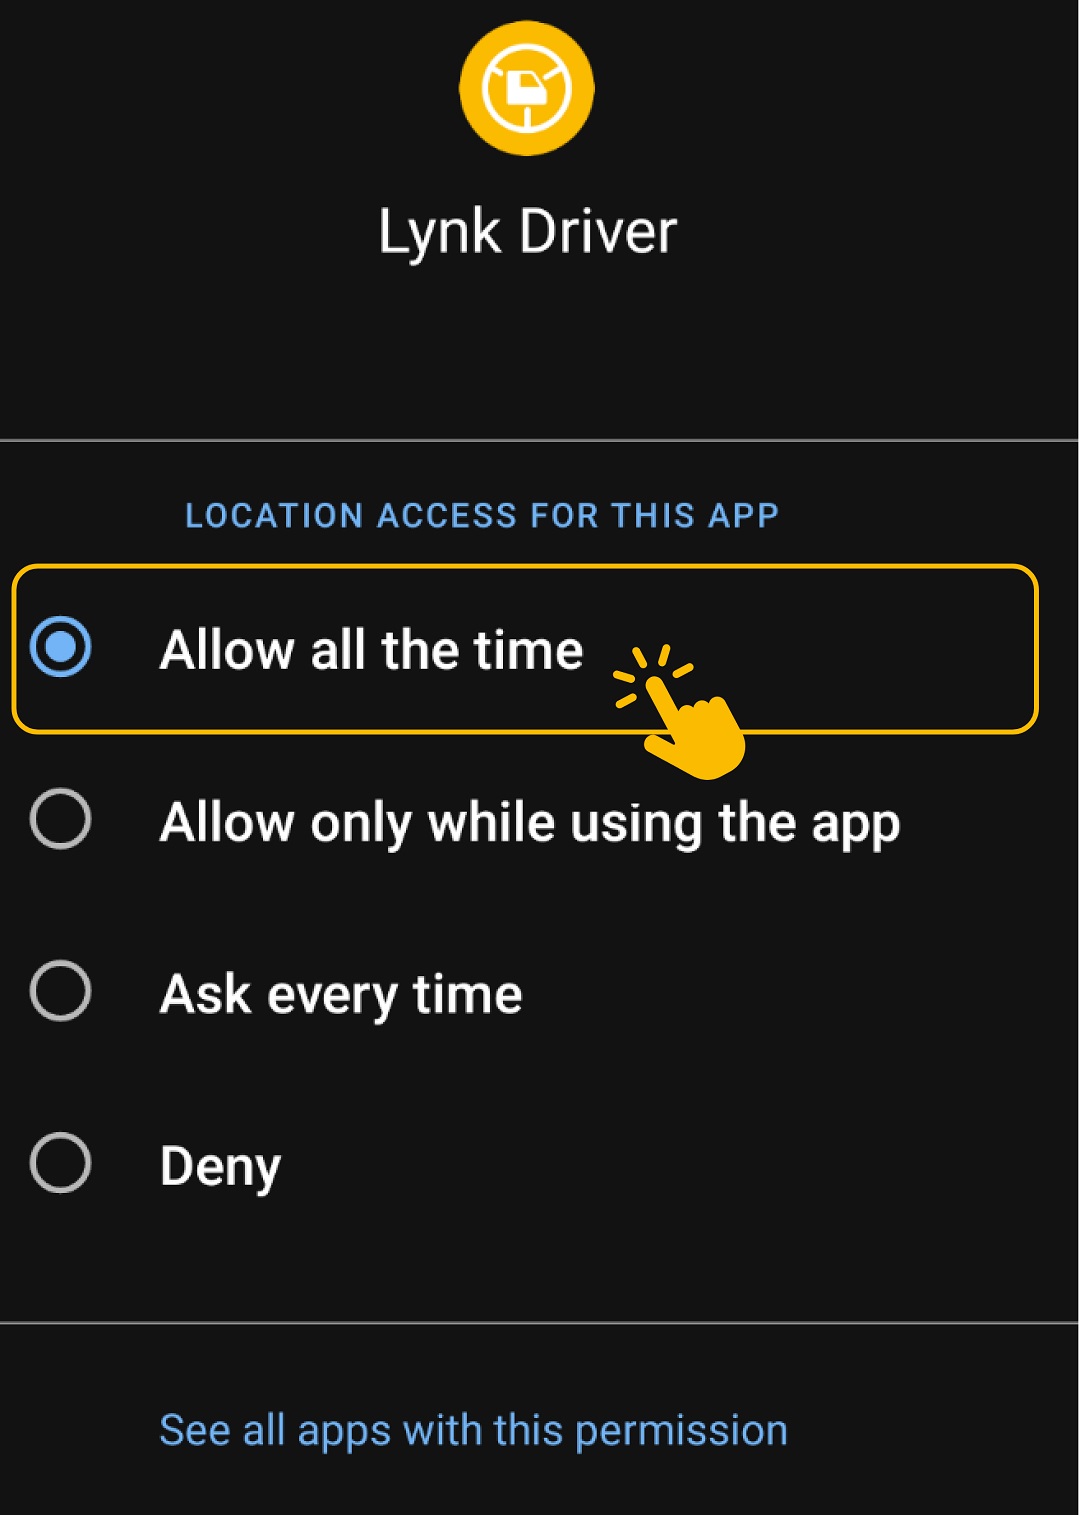 Lynk Driver
LOCATION ACCESS FOR THIS APP
Allow all the time
Allow only while using the app
Ask every time
Deny
See all apps with this permission